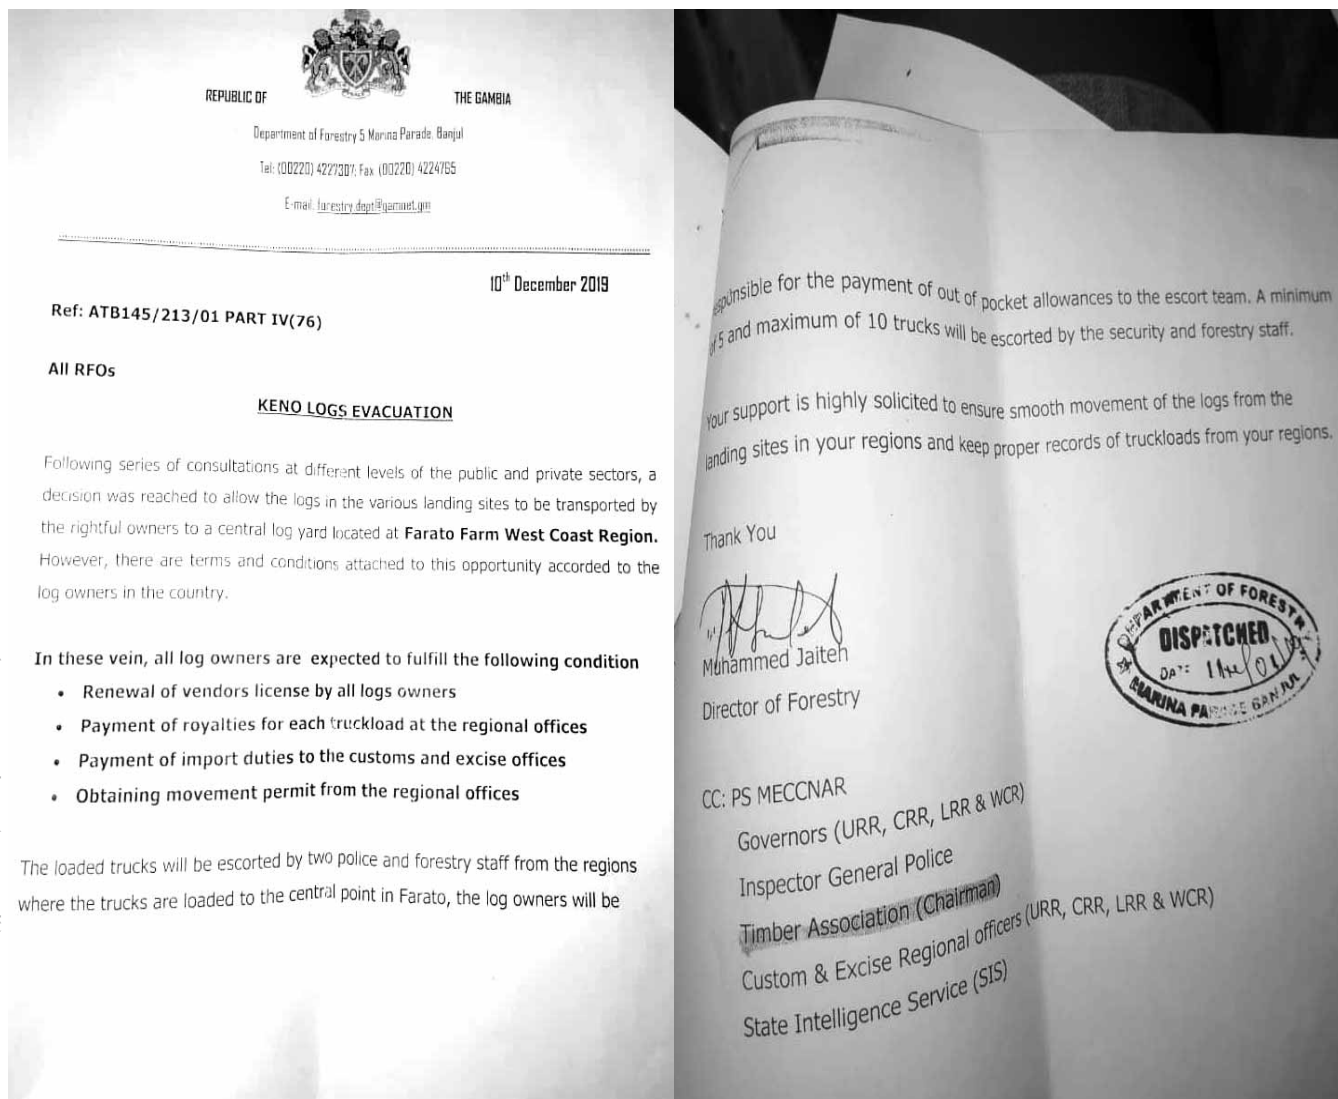 REPUBLIC OF THE GAMBIA
Department of Forestry 5 Marina Parade, Banjul
Tel: (00220) 4227307; Fax (00220) 4224765
E-mail: forestry.dept@gamnet.gm
10th December 2019
Ref: ATB145/213/01 PART IV(76)
All RFOs
KENO LOGS EVACUATION
Following series of consultations at different levels of the public and private sectors, a
decision was reached to allow the logs in the various landing sites to be transported by
the rightful owners to a central log yard located at Farato Farm West Coast Region.
However, there are terms and conditions attached to this opportunity accorded to the
log owners in the country.
In these vein, all log owners are expected to fulfill the following condition
• Renewal of vendors license by all logs owners
• Payment of royalties for each truckload at the regional offices
• Payment of import duties to the customs and excise offices
• Obtaining movement permit from the regional offices
The loaded trucks will be escorted by two police and forestry staff from the regions
where the trucks are loaded to the central point in Farato, the log owners will be
responsible for the payment of out of pocket allowances to the escort team. A minimum
of 5 and maximum of 10 trucks will be escorted by the security and forestry staff.
Your support is highly solicited to ensure smooth movement of the logs from the
landing sites in your regions and keep proper records of truckloads from your regions.
Thank You
Muhammed Jaiteh
Director of Forestry
DEPARTMENT OF FORESTRY
DISPATCHED
DATE
MARINA PARADE BANJUL
CC: PS MECCNAR
Governors (URR, CRR, LRR & WCR)
Inspector General Police
Timber Association (Chairman)
Custom & Excise Regional officers (URR, CRR, LRR & WCR)
State Intelligence Service (SIS)